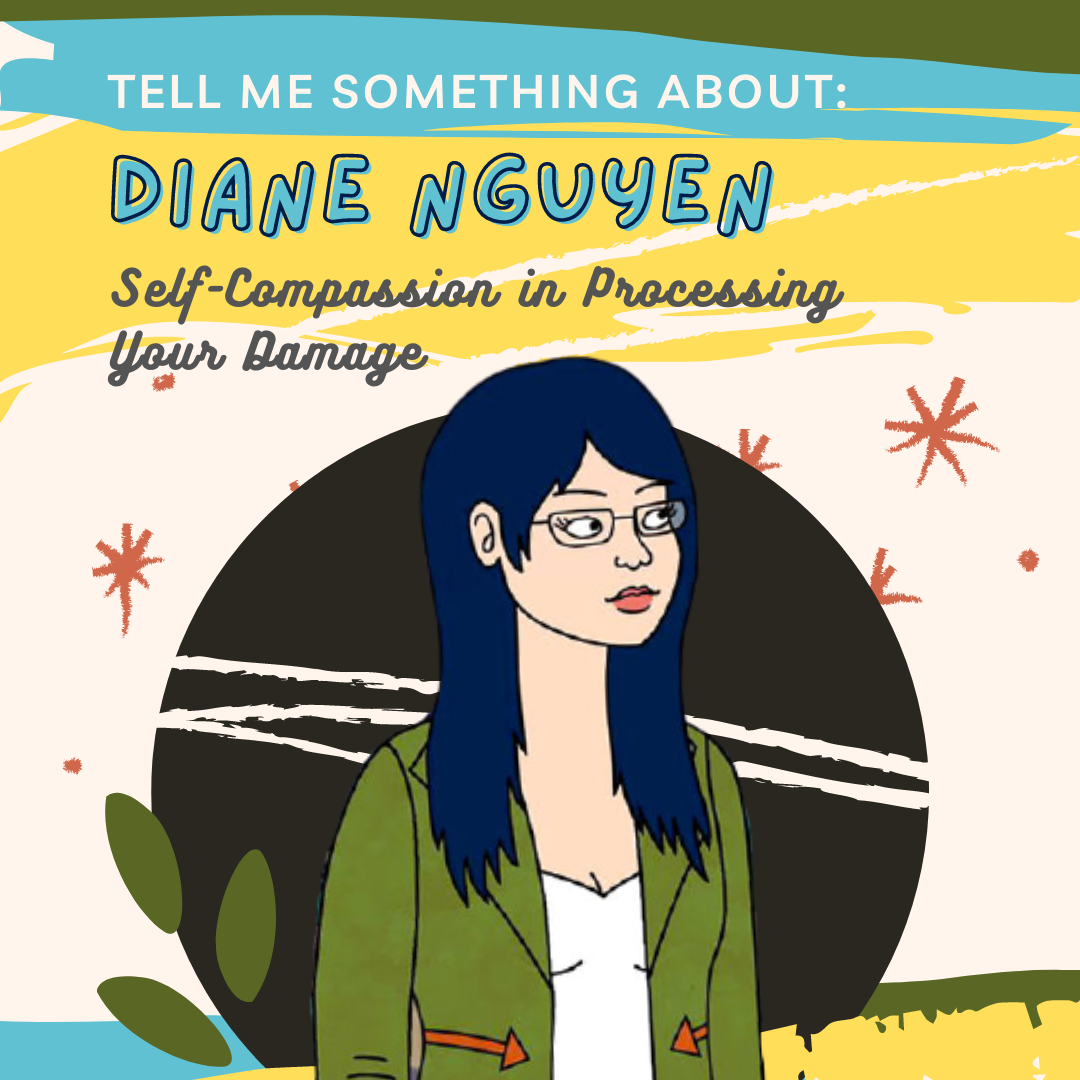 TELL ME SOMETHING ABOUT:
DIANE NGUYEN
Self-Compassion in Processing
Your Damage